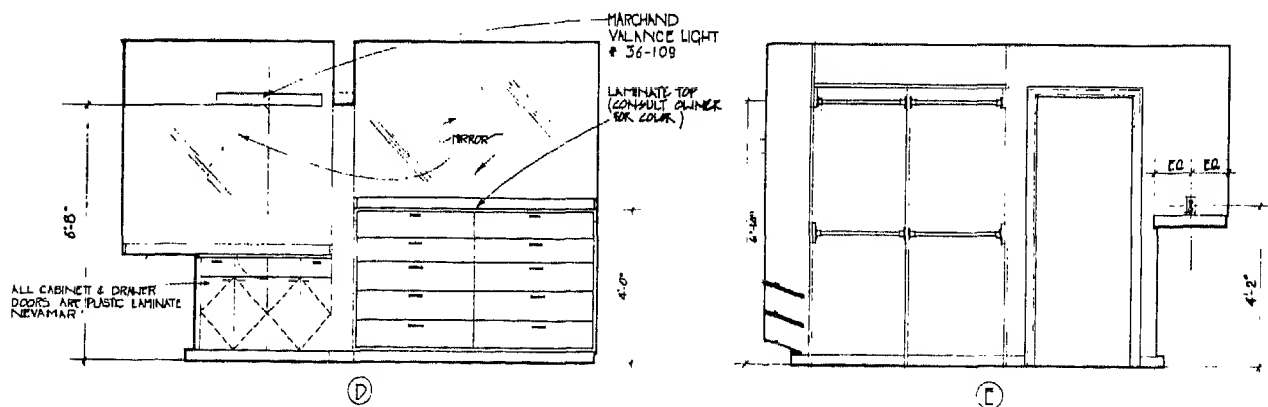 MARCHAND
VALANCE LIGHT
# 36-109
LAMINATE TOP
(CONSULT OWNER
FOR COLOR)
MIRROR
6'-8"
ALL CABINET & DRAWER
DOORS ARE PLASTIC LAMINATE
NEVAMAR
4'-0"
D
EQ EQ
4'-2"
E